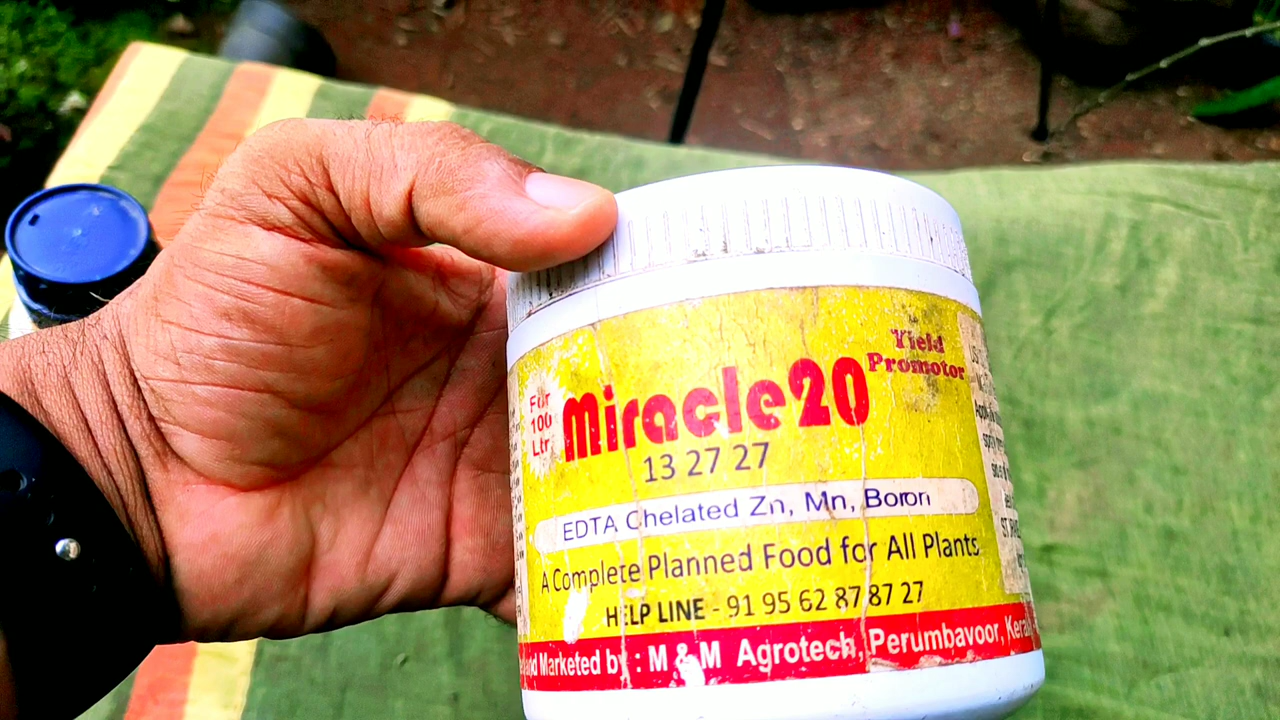 Yield
Promotor
For
100
Ltr
Miracle20
13 27 27
EDTA Chelated Zn, Mn, Boron
A Complete Planned Food for All Plants
HELP LINE - 91 95 62 87 87 27
Marketed by : M & M Agrotech, Perumbavoor,